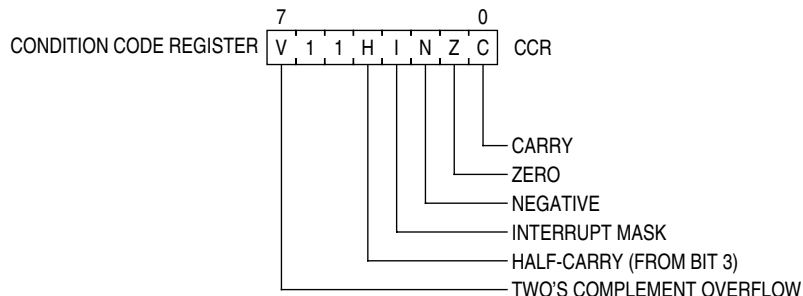 7 0
CONDITION CODE REGISTER V 1 1 H I N Z C CCR
CARRY
ZERO
NEGATIVE
INTERRUPT MASK
HALF-CARRY (FROM BIT 3)
TWO'S COMPLEMENT OVERFLOW